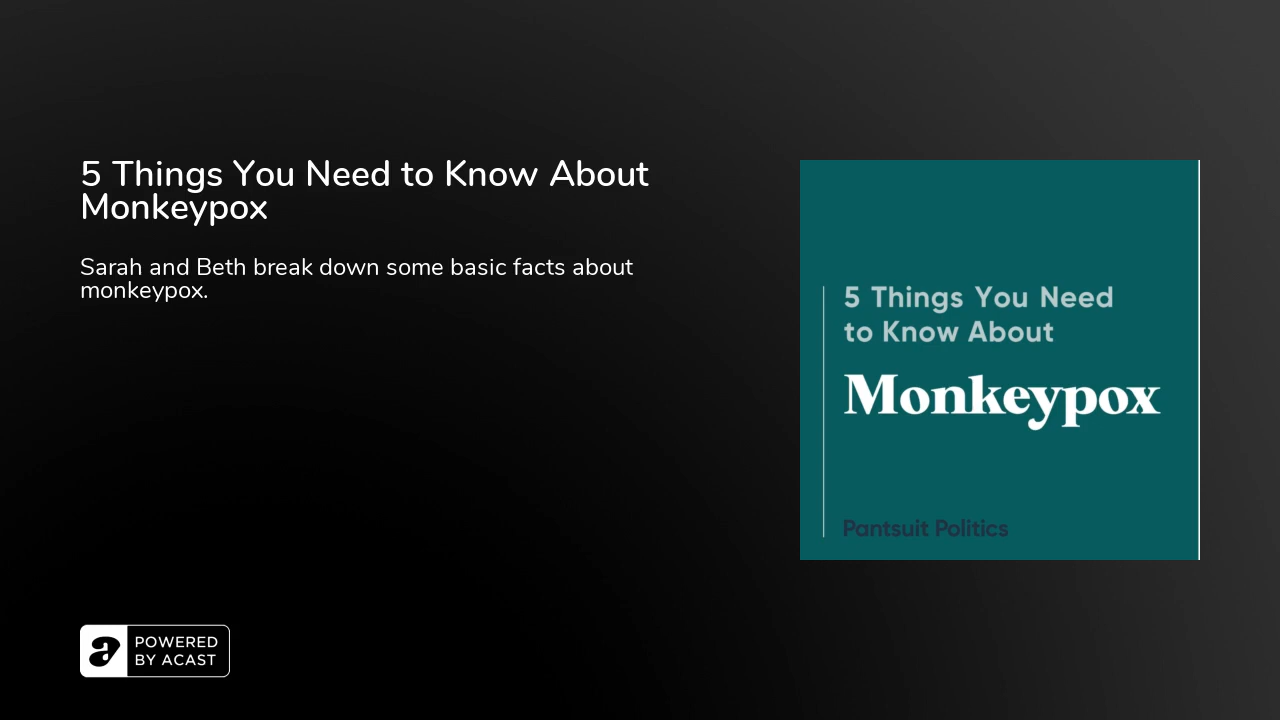 5 Things You Need to Know About
Monkeypox
Sarah and Beth break down some basic facts about
monkeypox.
5 Things You Need
to Know About
Monkeypox
Pantsuit Politics
a
POWERED
BY ACAST